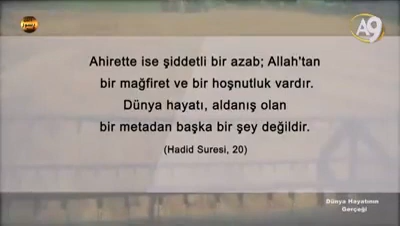 A9
Ahirette ise şiddetli bir azab; Allah'tan
bir mağfiret ve bir hoşnutluk vardır.
Dünya hayatı, aldanış olan
bir metadan başka bir şey değildir.
(Hadid Suresi, 20)
Dünya Hayatının
Gerçeği